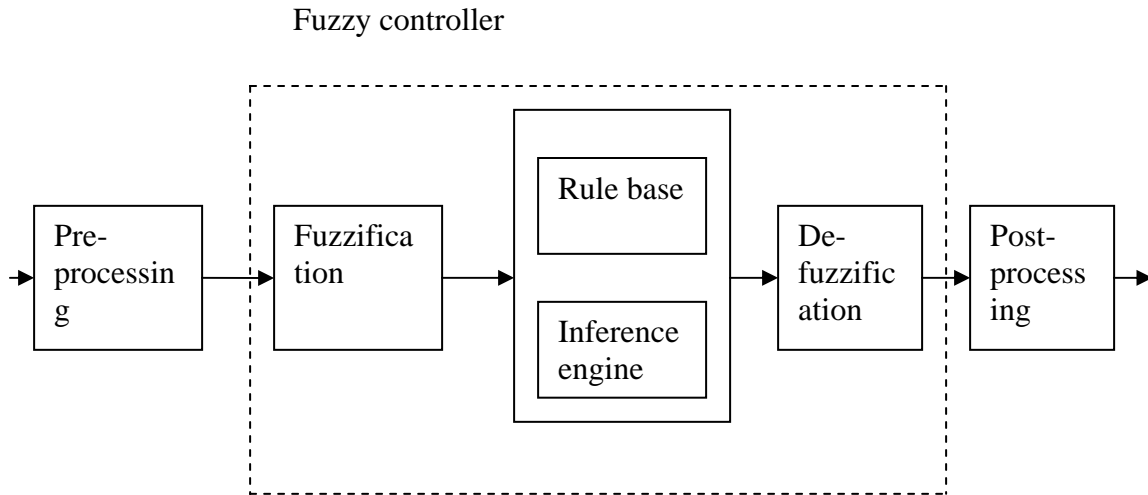 Fuzzy controller
Pre-
processin
g
Fuzzifica
tion
Rule base
Inference
engine
De-
fuzzific
ation
Post-
process
ing